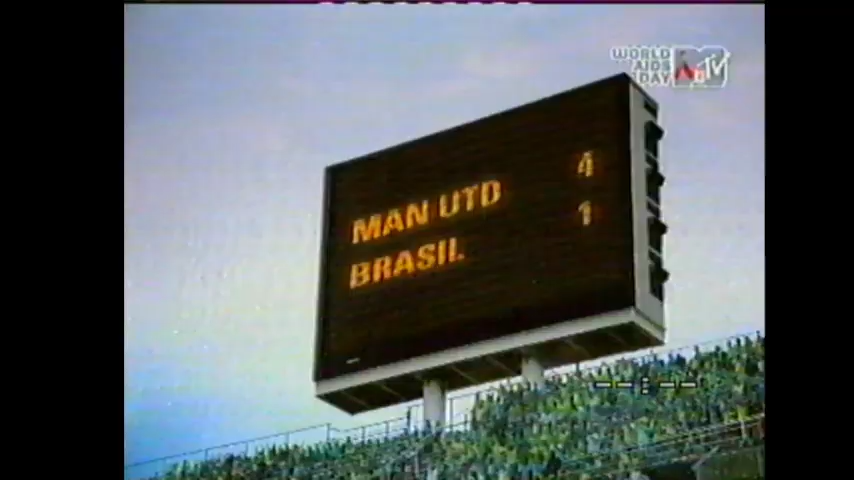 WORLD
AIDS
DAY
MTV
MAN UTD 4
BRASIL 1
--:--